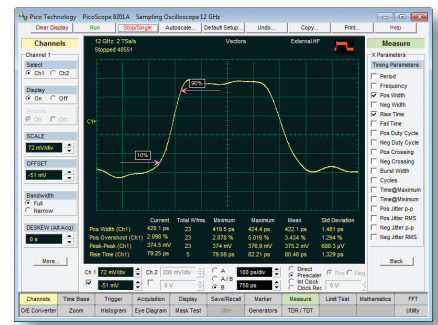 Pico Technology PicoScope 9201A Sampling Oscilloscope 12 GHz
Clear Display Run Stop/Single Autoscale... Default Setup... Undo... Copy... Print... Help
Channels
Channel 1
Select
Ch1 Ch2
Display
On Off
Acquire
On Off
SCALE
72 mV/div
OFFSET
-51 mV
Bandwidth
Full
Narrow
DESKEW (All Acq)
0 s
More...
12 GHz 2 TSa/s Vectors External HF
Stopped 40551
90%
C1
10%
Current Total Wfms Minimum Maximum Mean Std Deviation
Pos Width (Ch1) 420.1 ps 23 419.5 ps 424.4 ps 422.1 ps 1.461 ps
Pos Overshoot (Ch1) 2.098 % 23 2.078 % 5.016 % 3.434 % 1.294 %
Peak-Peak (Ch1) 374.5 mV 23 374 mV 376.9 mV 375.2 mV 688.3 µV
Rise Time (Ch1) 79.25 ps 5 79.08 ps 82.21 ps 80.46 ps 1.329 ps
Ch 1 72 mV/div Ch 2 200 mV/div A 100 ps/div Direct Pos Neg
-51 mV 0 V A / B Prescaler
B 750 ps Int Clock 0 V
Clock Rec
Measure
X Parameters
Timing Parameters
Period
Frequency
Pos Width
Neg Width
Rise Time
Fall Time
Pos Duty Cycle
Neg Duty Cycle
Pos Crossing
Neg Crossing
Burst Width
Cycles
Time@Maximum
Time@Minimum
Pos Jitter p-p
Pos Jitter RMS
Neg Jitter p-p
Neg Jitter RMS
Back
Channels Time Base Trigger Acquisition Display Save/Recall Marker Measure Limit Test Mathematics FFT
O/E Converter Zoom Histogram Eye Diagram Mask Test Jitter Generators TDR / TDT Utility